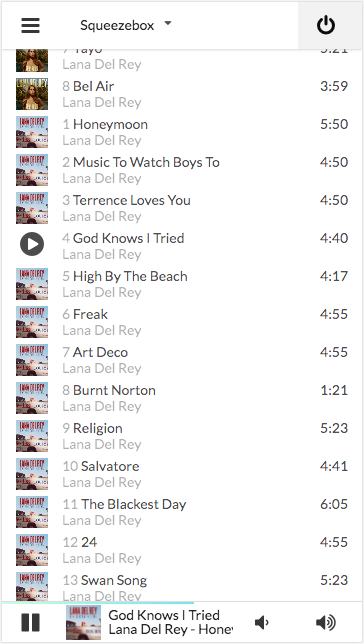 Squeezebox
7 Yayo 5:21
Lana Del Rey
8 Bel Air 3:59
Lana Del Rey
1 Honeymoon 5:50
Lana Del Rey
2 Music To Watch Boys To 4:50
Lana Del Rey
3 Terrence Loves You 4:50
Lana Del Rey
God Knows I Tried 4:40
4 Lana Del Rey
5 High By The Beach 4:17
Lana Del Rey
6 Freak 4:55
Lana Del Rey
7 Art Deco 4:55
Lana Del Rey
8 Burnt Norton 1:21
Lana Del Rey
9 Religion 5:23
Lana Del Rey
10 Salvatore 4:41
Lana Del Rey
11 The Blackest Day 6:05
Lana Del Rey
12 24 4:55
Lana Del Rey
13 Swan Song 5:23
Lana Del Rey
God Knows I Tried
Lana Del Rey - Honey